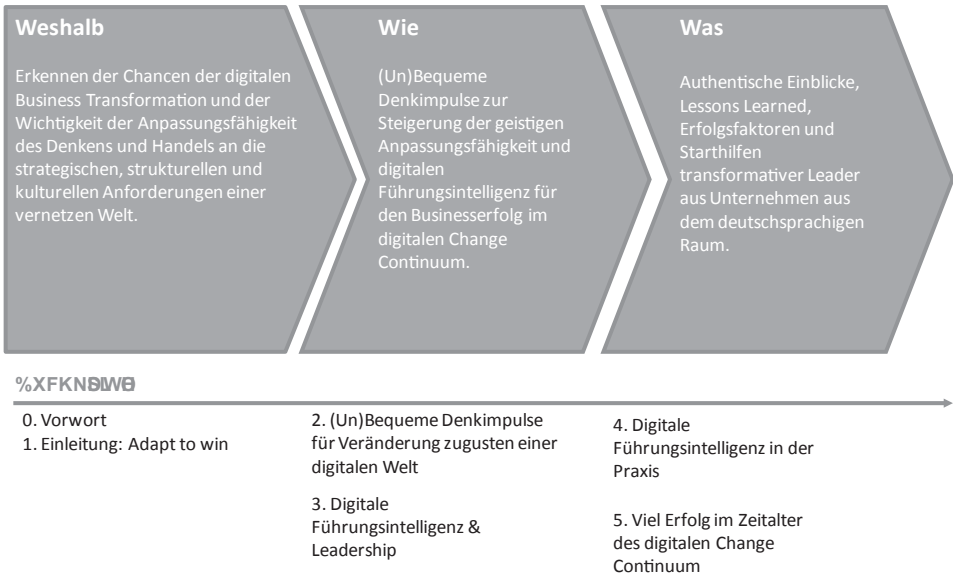 Weshalb
Erkennen der Chancen der digitalen
Business Transformation und der
Wichtigkeit der Anpassungsfähigkeit
des Denkens und Handels an die
strategischen, strukturellen und
kulturellen Anforderungen einer
vernetzen Welt.
Wie
(Un)Bequeme
Denkimpulse zur
Steigerung der geistigen
Anpassungsfähigkeit und
digitalen
Führungsintelligenz für
den Businesserfolg im
digitalen Change
Continuum.
Was
Authentische Einblicke,
Lessons Learned,
Erfolgsfaktoren und
Starthilfen
transformativer Leader
aus Unternehmen aus
dem deutschsprachigen
Raum.
0. Vorwort
1. Einleitung: Adapt to win
2. (Un)Bequeme Denkimpulse
für Veränderung zugusten einer
digitalen Welt
3. Digitale
Führungsintelligenz &
Leadership
4. Digitale
Führungsintelligenz in der
Praxis
5. Viel Erfolg im Zeitalter
des digitalen Change
Continuum